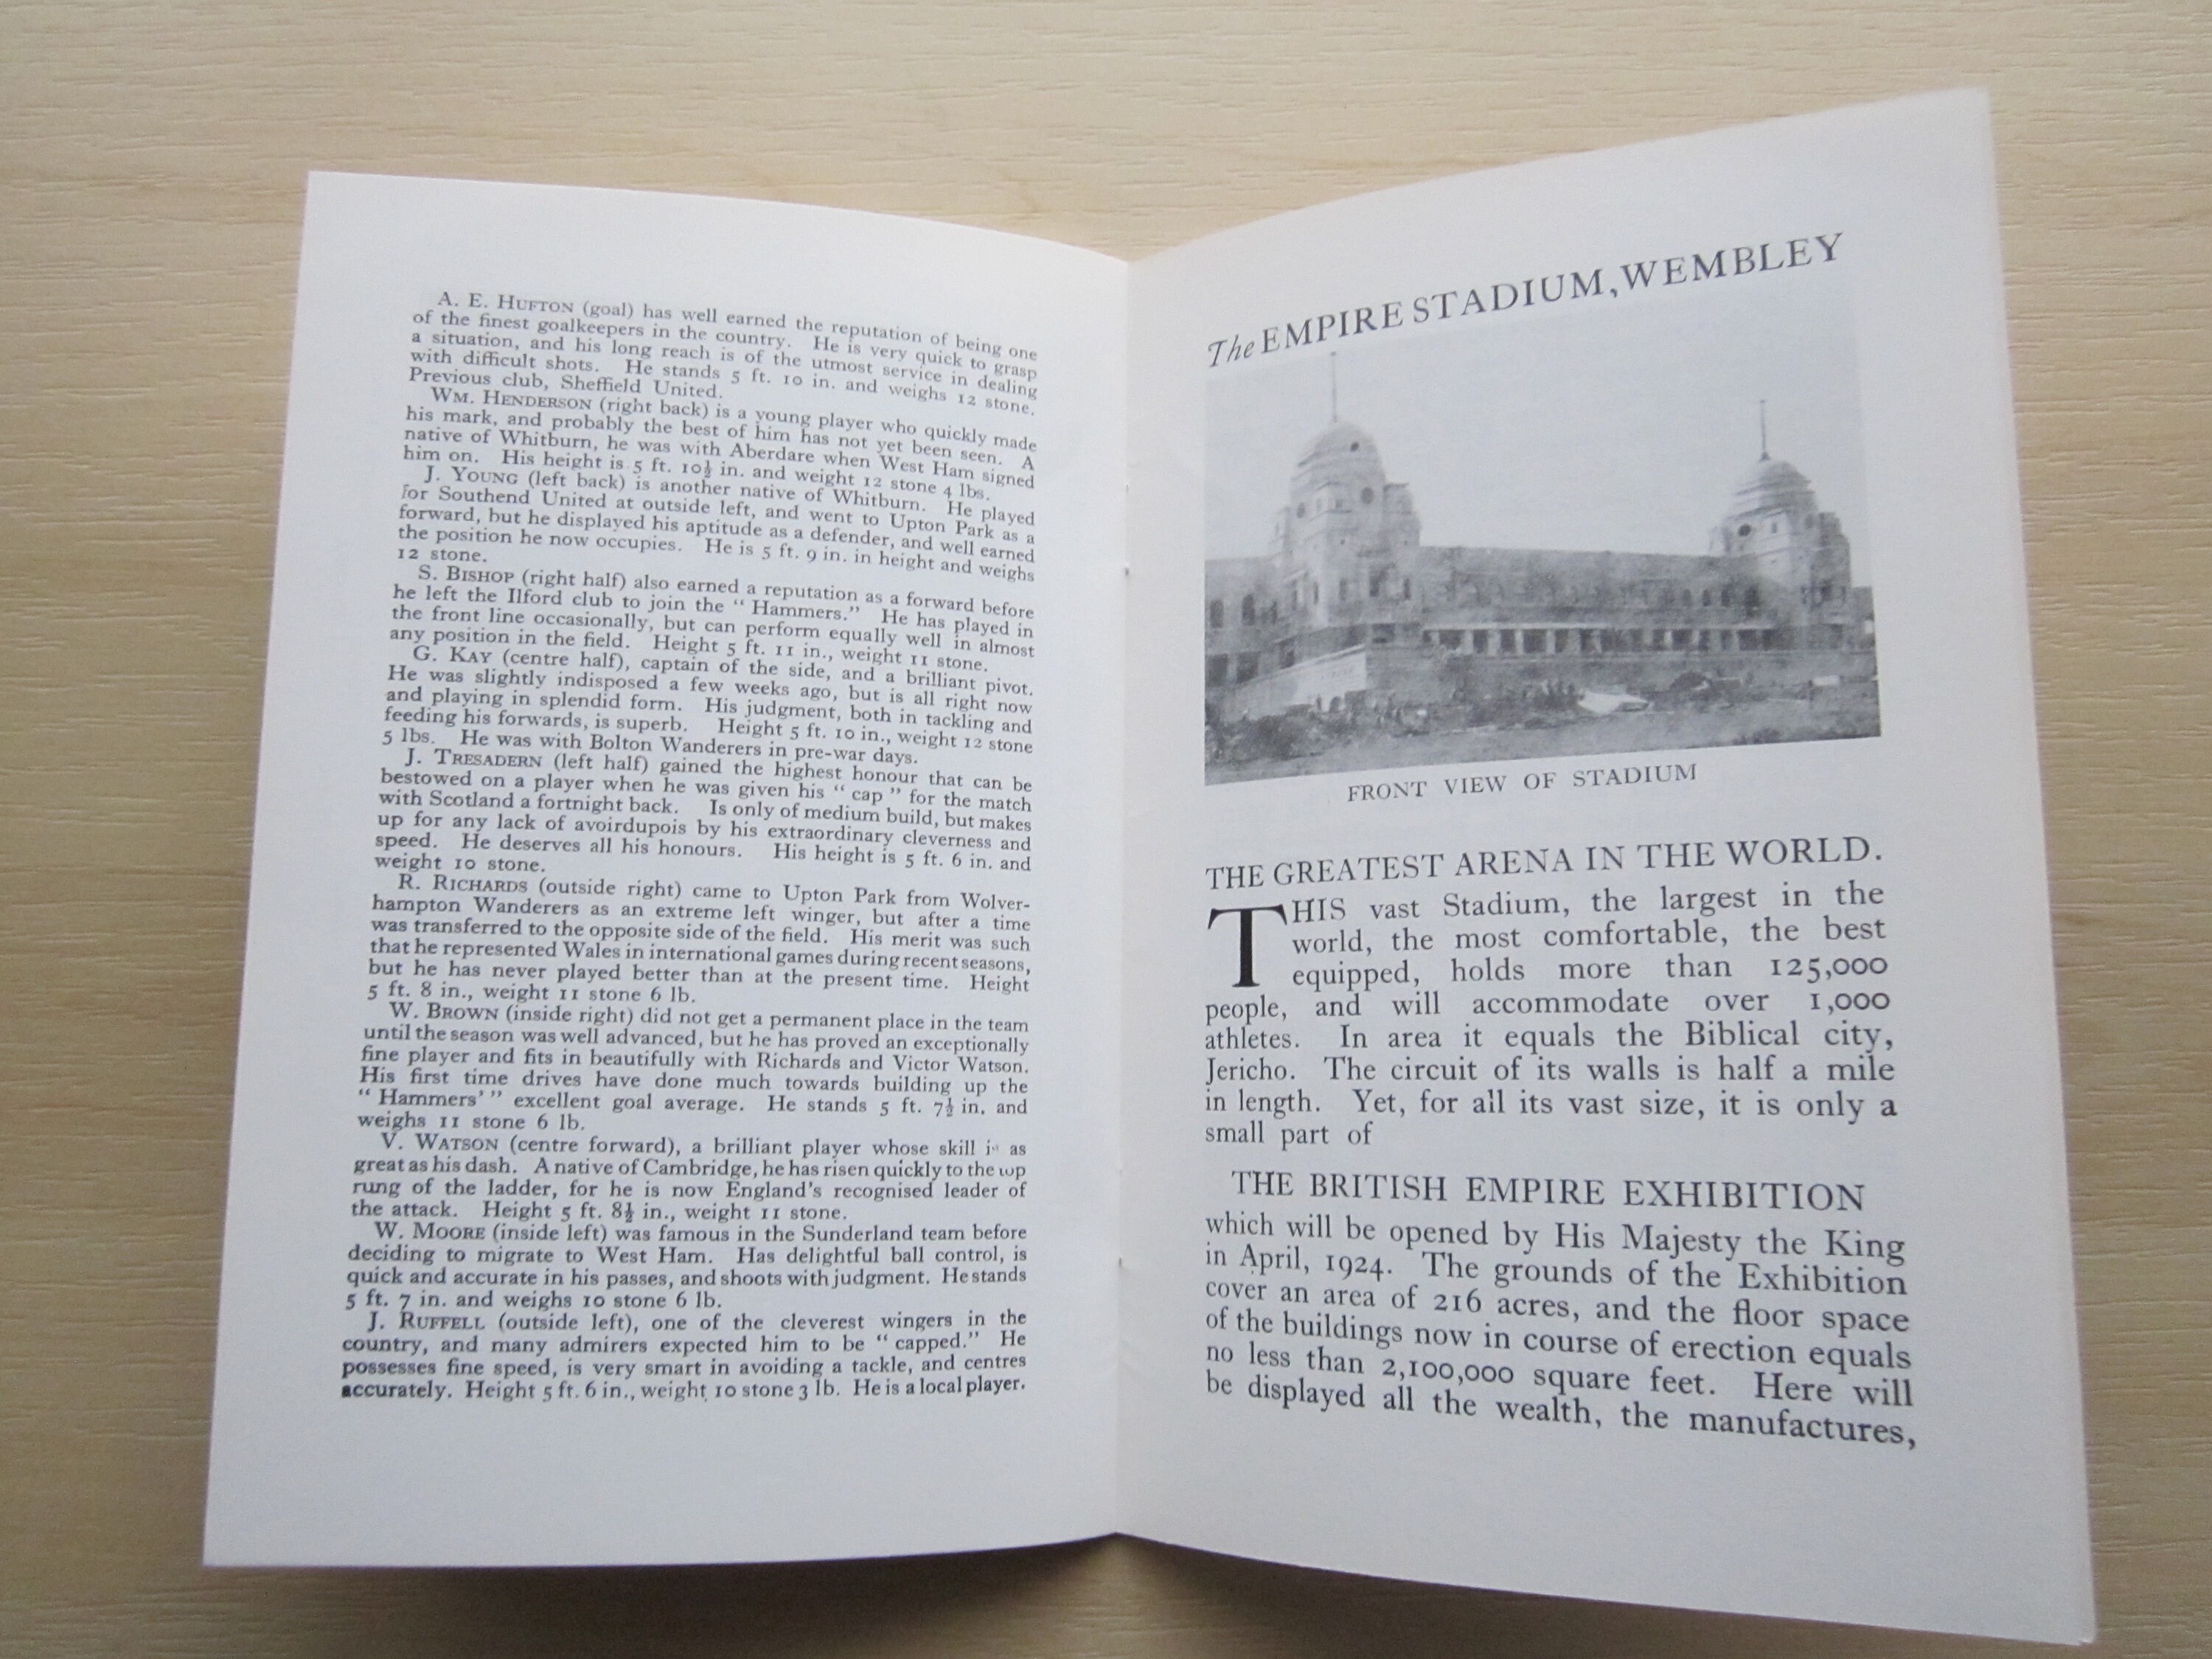 A. E. HUFTON (goal) has well earned the reputation of being one
of the finest goalkeepers in the country. He is very quick to grasp
a situation, and his long reach is of the utmost service in dealing
with difficult shots. He stands 5 ft. 10 in. and weighs 12 stone.
Previous club, Sheffield United.
WM. HENDERSON (right back) is a young player who quickly made
his mark, and probably the best of him has not yet been seen. A
native of Whitburn, he was with Aberdare when West Ham signed
him on. His height is 5 ft. 10½ in. and weight 12 stone 4 lbs.
J. YOUNG (left back) is another native of Whitburn. He played
for Southend United at outside left, and went to Upton Park as a
forward, but he displayed his aptitude as a defender, and well earned
the position he now occupies. He is 5 ft. 9 in. in height and weighs
12 stone.
S. BISHOP (right half) also earned a reputation as a forward before
he left the Ilford club to join the " Hammers." He has played in
the front line occasionally, but can perform equally well in almost
any position in the field. Height 5 ft. 11 in., weight 11 stone.
G. KAY (centre half), captain of the side, and a brilliant pivot.
He was slightly indisposed a few weeks ago, but is all right now
and playing in splendid form. His judgment, both in tackling and
feeding his forwards, is superb. Height 5 ft. 10 in., weight 12 stone
5 lbs. He was with Bolton Wanderers in pre-war days.
J. TRESADERN (left half) gained the highest honour that can be
bestowed on a player when he was given his " cap " for the match
with Scotland a fortnight back. Is only of medium build, but makes
up for any lack of avoirdupois by his extraordinary cleverness and
speed. He deserves all his honours. His height is 5 ft. 6 in. and
weight 10 stone.
R. RICHARDS (outside right) came to Upton Park from Wolver-
hampton Wanderers as an extreme left winger, but after a time
was transferred to the opposite side of the field. His merit was such
that he represented Wales in international games during recent seasons,
but he has never played better than at the present time. Height
5 ft. 8 in., weight 11 stone 6 lb.
W. BROWN (inside right) did not get a permanent place in the team
until the season was well advanced, but he has proved an exceptionally
fine player and fits in beautifully with Richards and Victor Watson.
His first time drives have done much towards building up the
" Hammers' " excellent goal average. He stands 5 ft. 7½ in. and
weighs 11 stone 6 lb.
V. WATSON (centre forward), a brilliant player whose skill is as
great as his dash. A native of Cambridge, he has risen quickly to the top
rung of the ladder, for he is now England's recognised leader of
the attack. Height 5 ft. 8½ in., weight 11 stone.
W. MOORE (inside left) was famous in the Sunderland team before
deciding to migrate to West Ham. Has delightful ball control, is
quick and accurate in his passes, and shoots with judgment. He stands
5 ft. 7 in. and weighs 10 stone 6 lb.
J. RUFFELL (outside left), one of the cleverest wingers in the
country, and many admirers expected him to be " capped." He
possesses fine speed, is very smart in avoiding a tackle, and centres
accurately. Height 5 ft. 6 in., weight 10 stone 3 lb. He is a local player.
The EMPIRE STADIUM, WEMBLEY
FRONT VIEW OF STADIUM
THE GREATEST ARENA IN THE WORLD.
THIS vast Stadium, the largest in the
world, the most comfortable, the best
equipped, holds more than 125,000
people, and will accommodate over 1,000
athletes. In area it equals the Biblical city,
Jericho. The circuit of its walls is half a mile
in length. Yet, for all its vast size, it is only a
small part of
THE BRITISH EMPIRE EXHIBITION
which will be opened by His Majesty the King
in April, 1924. The grounds of the Exhibition
cover an area of 216 acres, and the floor space
of the buildings now in course of erection equals
no less than 2,100,000 square feet. Here will
be displayed all the wealth, the manufactures,